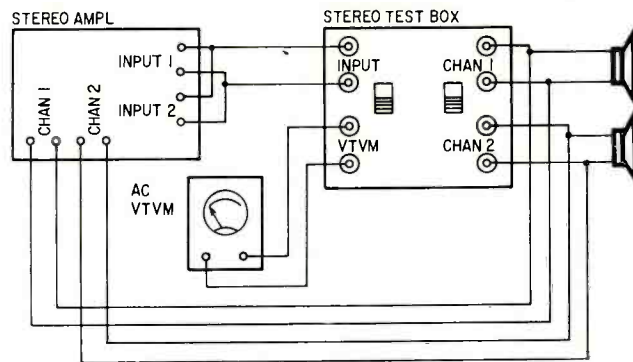 STEREO AMPL
INPUT 1
INPUT 2
CHAN 1
CHAN 2
AC
VTVM
STEREO TEST BOX
INPUT
CHAN 1
VTVM
CHAN 2